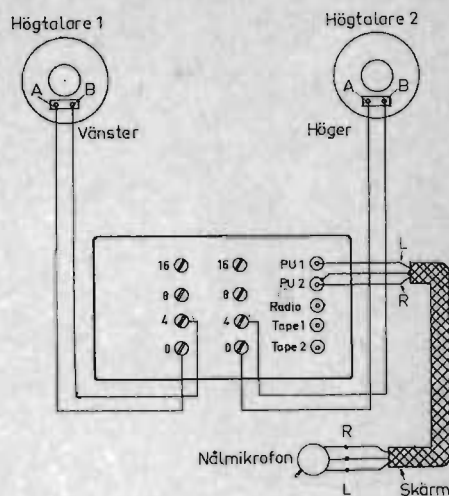 Högtalare 1
Högtalare 2
A B
A B
Vänster
Höger
16 16 PU 1 L
8 8 PU 2
R
4 4 Radio
Tape 1
0 0 Tape 2
R
Nålmikrofon
L Skärm